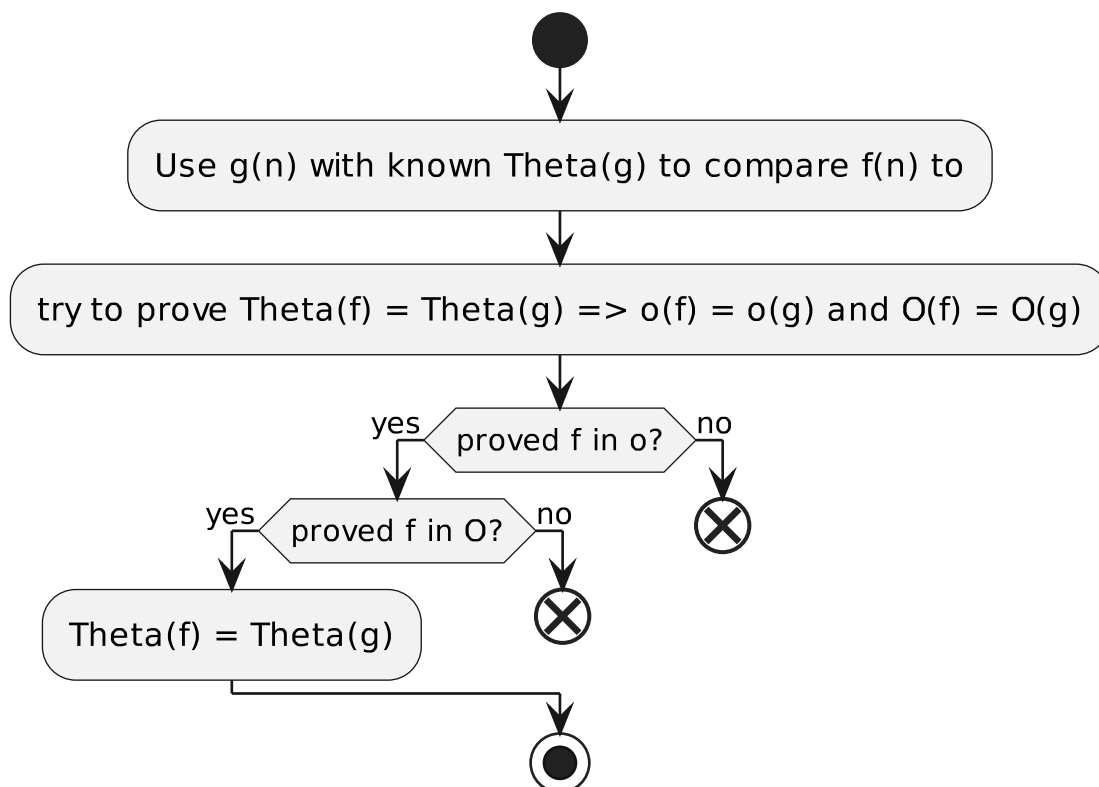 Use g(n) with known Theta(g) to compare f(n) to
try to prove Theta(f) = Theta(g) => o(f) = o(g) and O(f) = O(g)
yes
proved f in o?
no
yes
proved f in O?
no
Theta(f) = Theta(g)